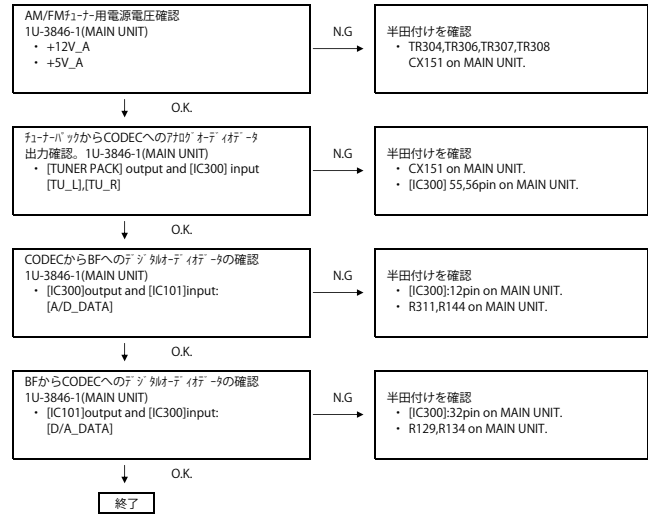 AM/FMﾁｭｰﾅｰ用電源電圧確認
1U-3846-1(MAIN UNIT)
・ +12V_A
・ +5V_A
N.G
半田付けを確認
・ TR304,TR306,TR307,TR308
CX151 on MAIN UNIT.
O.K.
ﾁｭｰﾅｰﾊﾟｯｸからCODECへのｱﾅﾛｸﾞｵｰﾃﾞｨｵﾃﾞｰﾀ
出力確認。1U-3846-1(MAIN UNIT)
・ [TUNER PACK] output and [IC300] input
[TU_L],[TU_R]
N.G
半田付けを確認
・ CX151 on MAIN UNIT.
・ [IC300] 55,56pin on MAIN UNIT.
O.K.
CODECからBFへのﾃﾞｼﾞﾀﾙｵｰﾃﾞｨｵﾃﾞｰﾀの確認
1U-3846-1(MAIN UNIT)
・ [IC300]output and [IC101]input:
[A/D_DATA]
N.G
半田付けを確認
・ [IC300]:12pin on MAIN UNIT.
・ R311,R144 on MAIN UNIT.
O.K.
BFからCODECへのﾃﾞｼﾞﾀﾙｵｰﾃﾞｨｵﾃﾞｰﾀの確認
1U-3846-1(MAIN UNIT)
・ [IC101]output and [IC300]input:
[D/A_DATA]
N.G
半田付けを確認
・ [IC300]:32pin on MAIN UNIT.
・ R129,R134 on MAIN UNIT.
O.K.
終了